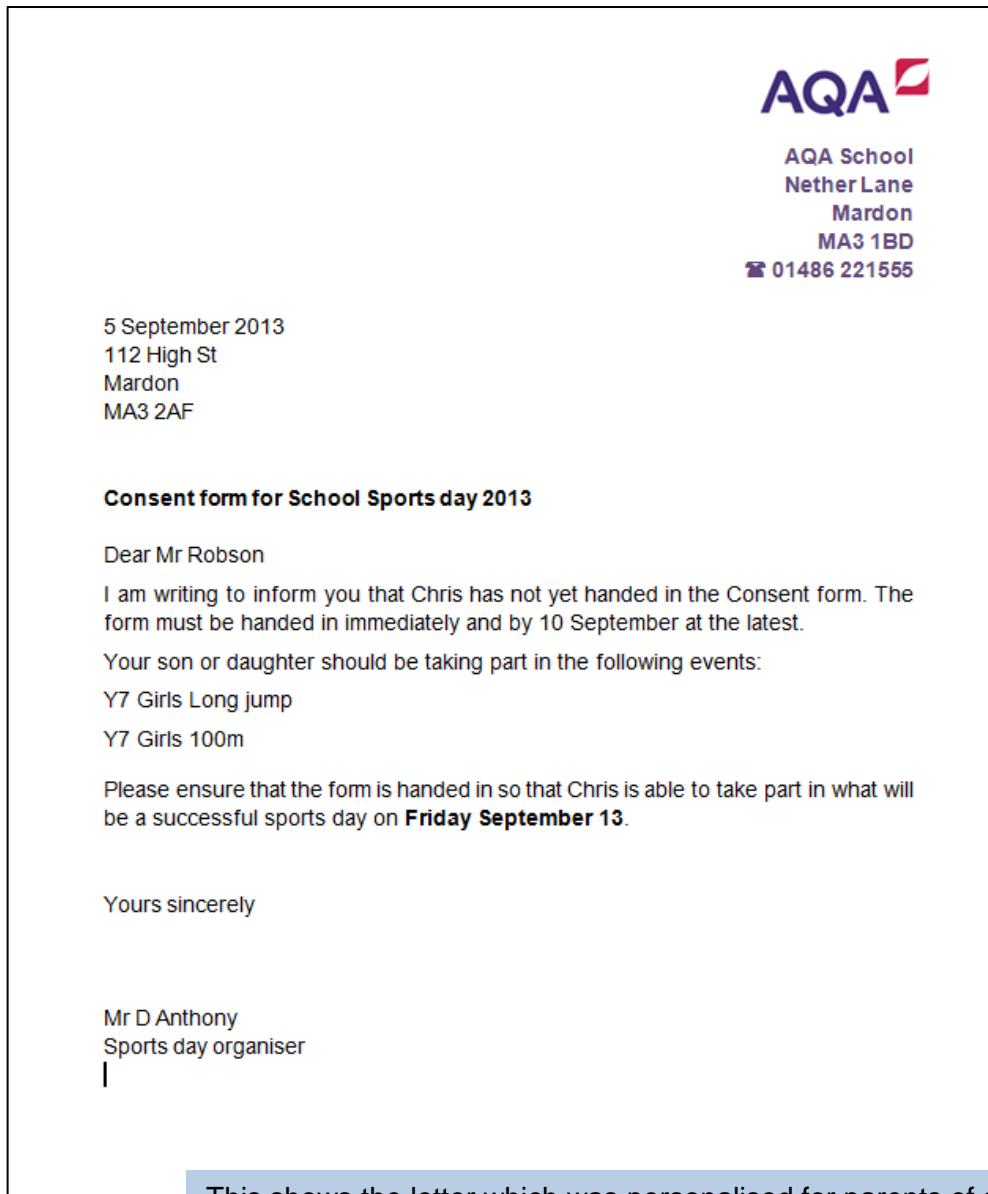 AQA
AQA School
Nether Lane
Mardon
MA3 1BD
☎ 01486 221555
5 September 2013
112 High St
Mardon
MA3 2AF
Consent form for School Sports day 2013
Dear Mr Robson
I am writing to inform you that Chris has not yet handed in the Consent form. The
form must be handed in immediately and by 10 September at the latest.
Your son or daughter should be taking part in the following events:
Y7 Girls Long jump
Y7 Girls 100m
Please ensure that the form is handed in so that Chris is able to take part in what will
be a successful sports day on Friday September 13.
Yours sincerely
Mr D Anthony
Sports day organiser
This shows the letter which was personalised for parents of